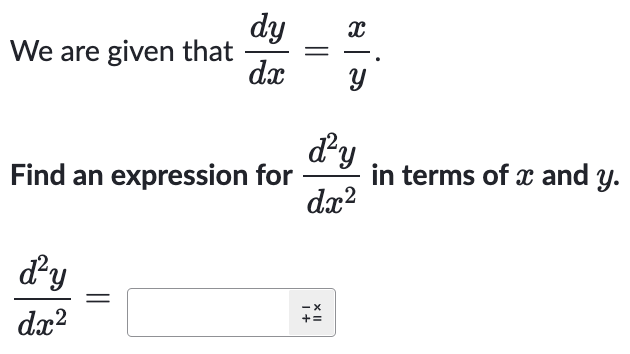 We are given that dy/dx = x/y.
Find an expression for d²y/dx² in terms of x and y.
d²y/dx² =
−× +=